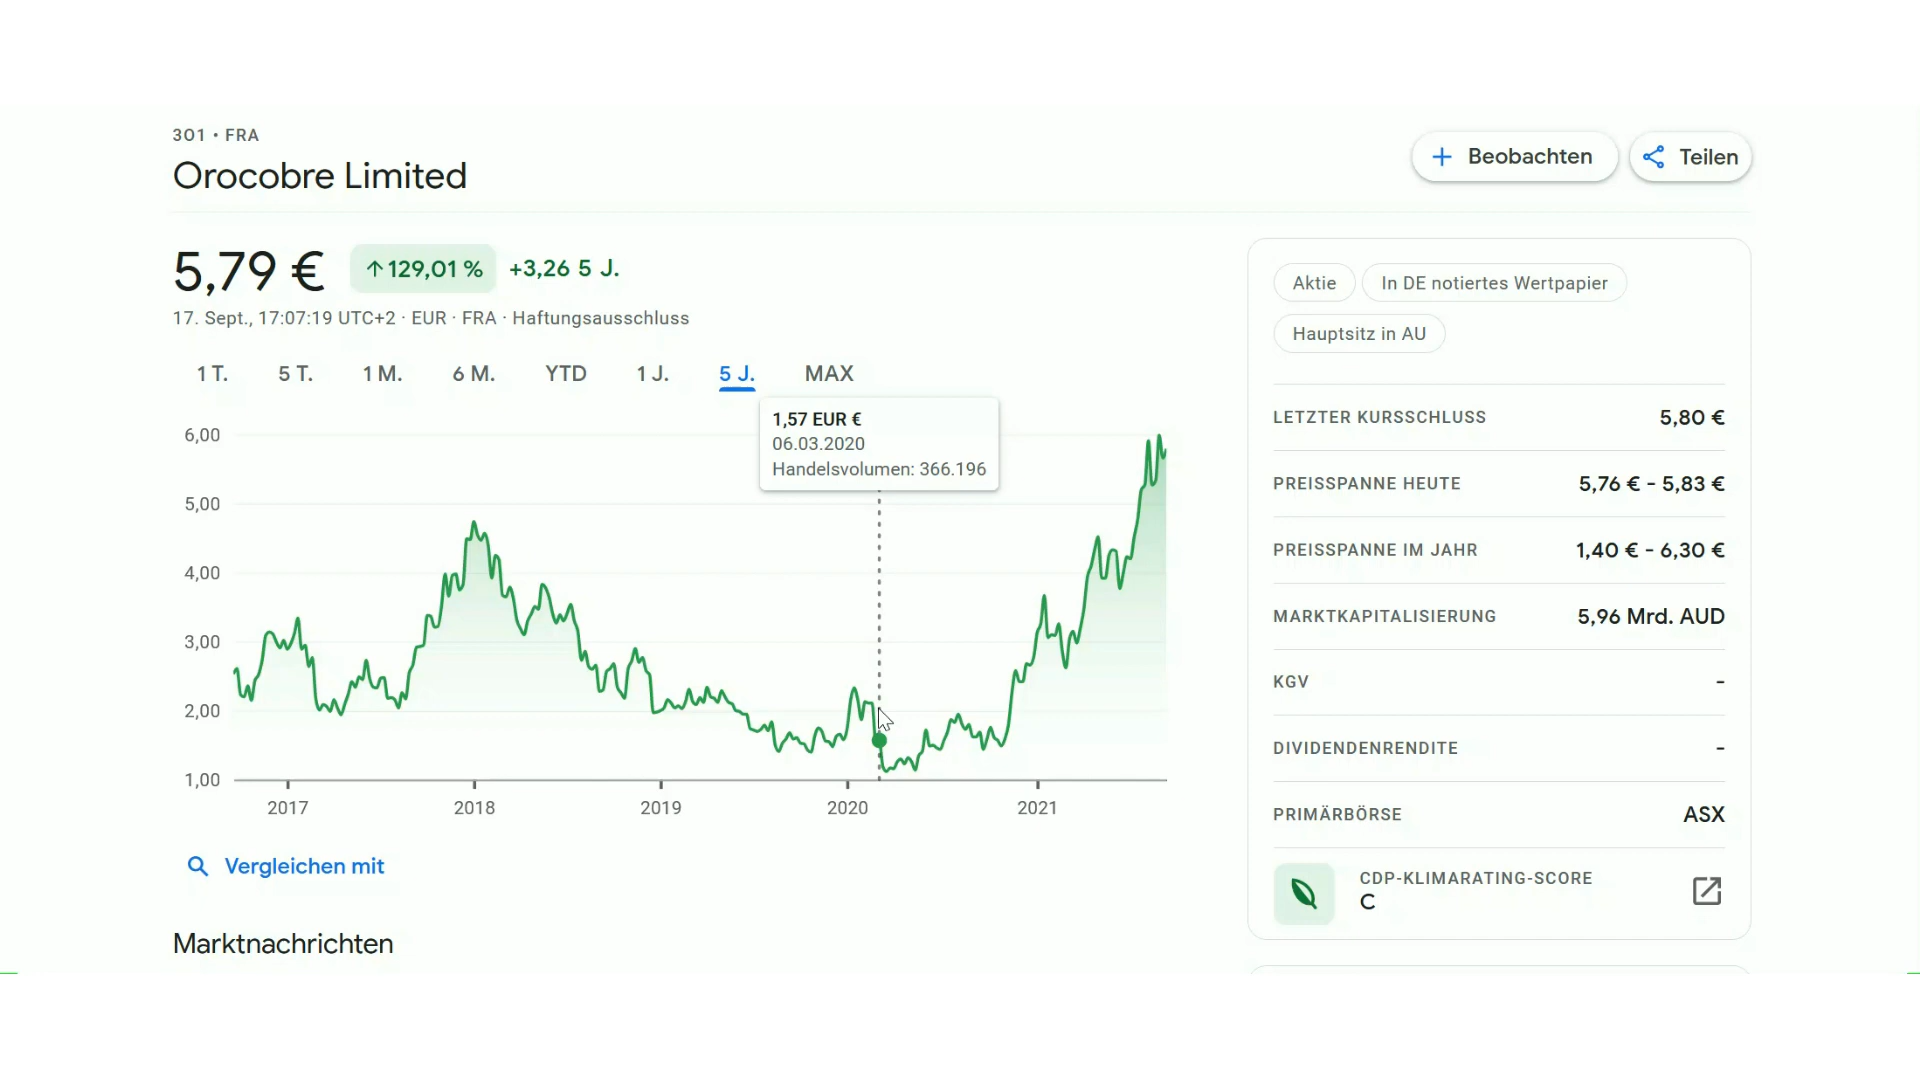 3O1 • FRA
Orocobre Limited
Beobachten
Teilen
5,79 €
↑129,01 %
+3,26 5 J.
17. Sept., 17:07:19 UTC+2 · EUR · FRA · Haftungsausschluss
1 T.
5 T.
1 M.
6 M.
YTD
1 J.
5 J.
MAX
1,57 EUR €
06.03.2020
Handelsvolumen: 366.196
6,00
5,00
4,00
3,00
2,00
1,00
2017
2018
2019
2020
2021
Vergleichen mit
Marktnachrichten
Aktie
In DE notiertes Wertpapier
Hauptsitz in AU
LETZTER KURSSCHLUSS
5,80 €
PREISSPANNE HEUTE
5,76 € - 5,83 €
PREISSPANNE IM JAHR
1,40 € - 6,30 €
MARKTKAPITALISIERUNG
5,96 Mrd. AUD
KGV
-
DIVIDENDENRENDITE
-
PRIMÄRBÖRSE
ASX
CDP-KLIMARATING-SCORE
C